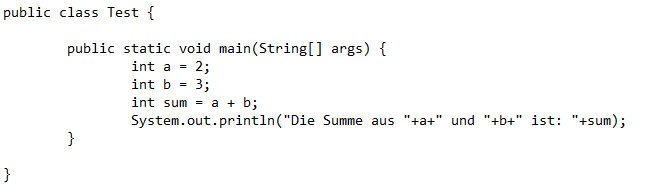 public class Test {
public static void main(String[] args) {
int a = 2;
int b = 3;
int sum = a + b;
System.out.println("Die Summe aus "+a+" und "+b+" ist: "+sum);
}
}